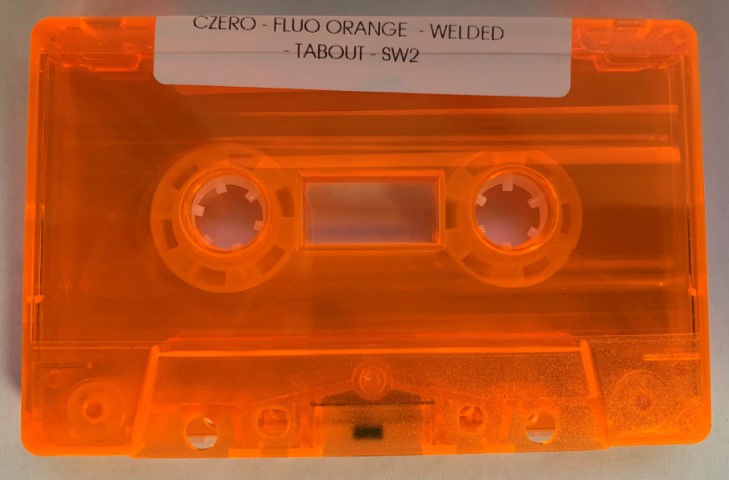 CZERO - FLUO ORANGE - WELDED
- TABOUT - SW2